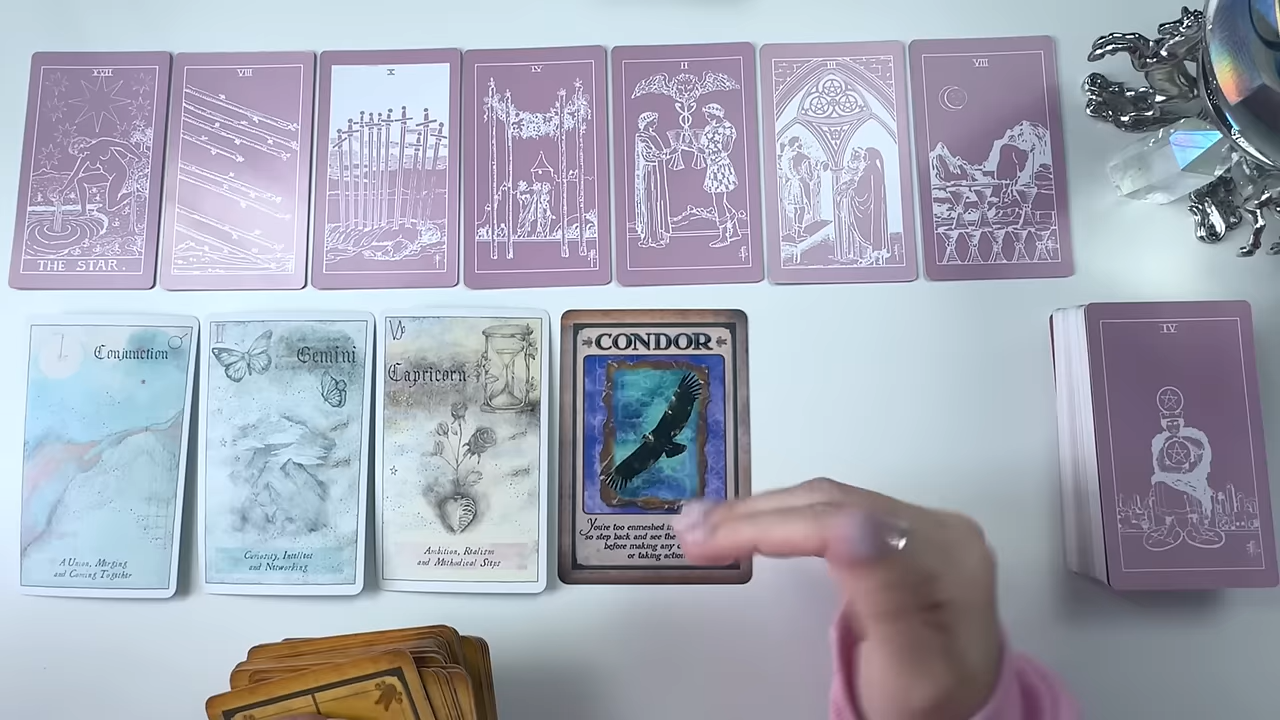 XVII
VIII
X
IV
II
III
VIII
THE STAR.
Conjunction
A Union, Merging
and Coming Together
II
Gemini
Curiosity, Intellect
and Networking
Capricorn
Ambition, Realism
and Methodical Steps
CONDOR
You're too enmeshed
so step back and see the
before making any
or taking action
IV